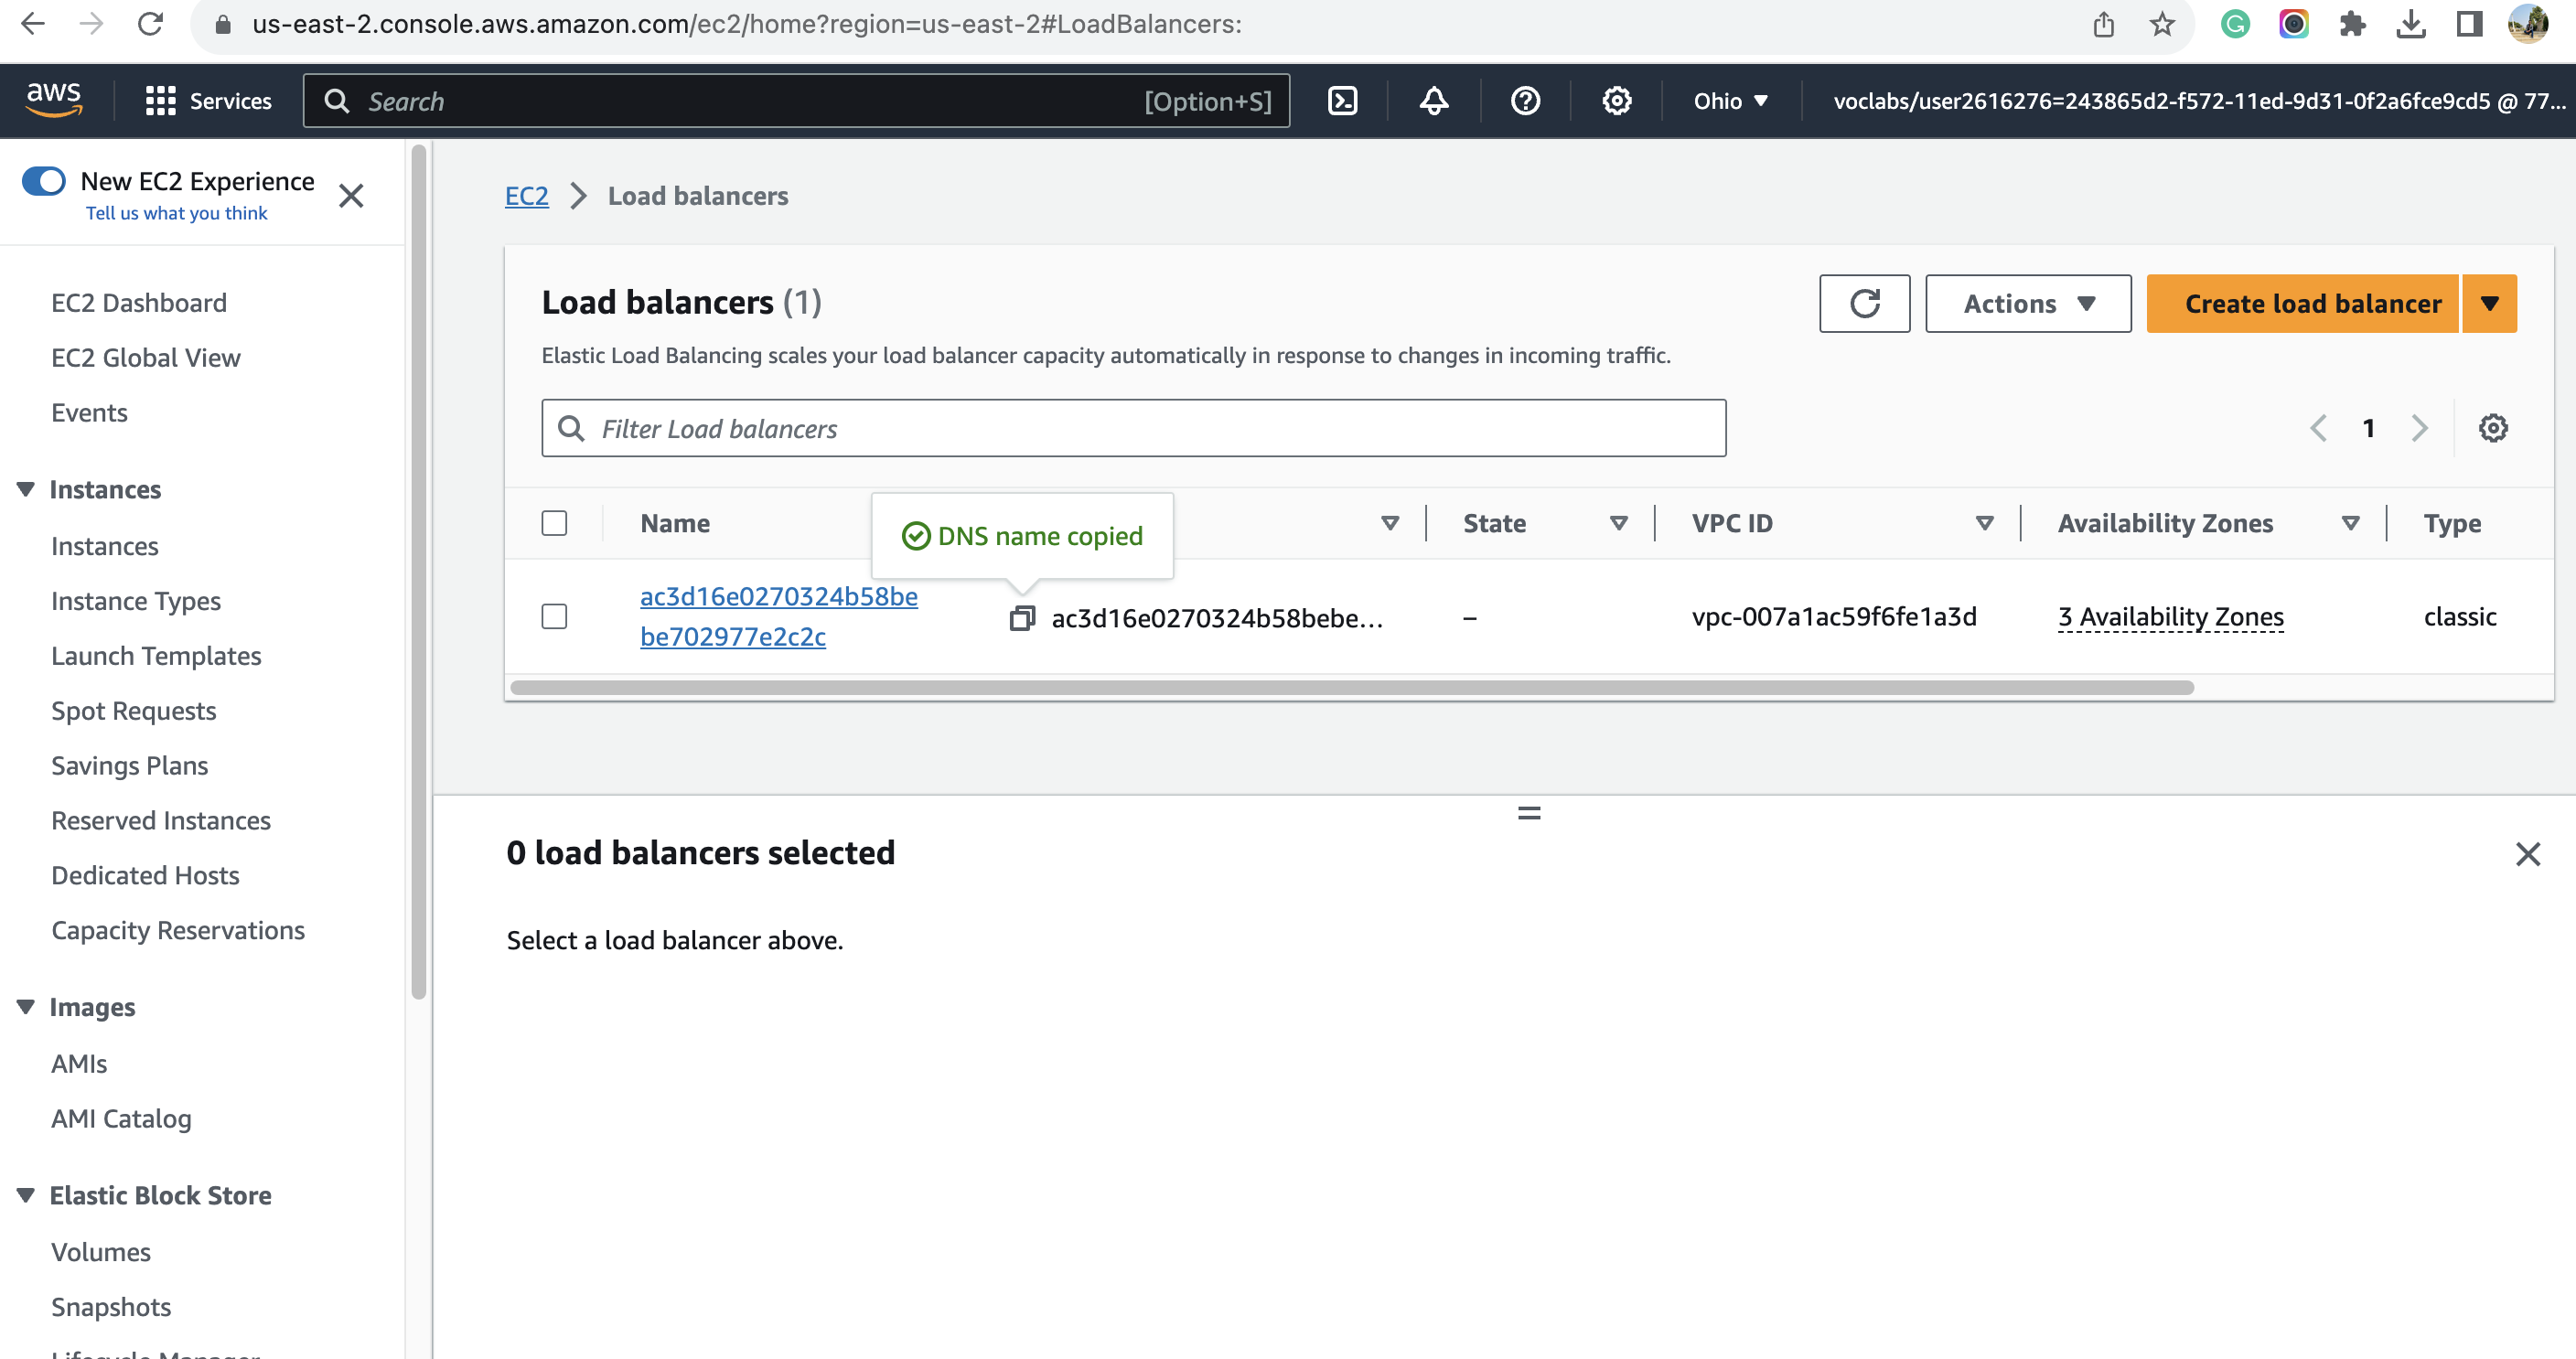 us-east-2.console.aws.amazon.com/ec2/home?region=us-east-2#LoadBalancers:
aws
Services
Search
[Option+S]
Ohio
voclabs/user2616276=243865d2-f572-11ed-9d31-0f2a6fce9cd5 @ 77...
New EC2 Experience
Tell us what you think
EC2 Dashboard
EC2 Global View
Events
Instances
Instances
Instance Types
Launch Templates
Spot Requests
Savings Plans
Reserved Instances
Dedicated Hosts
Capacity Reservations
Images
AMIs
AMI Catalog
Elastic Block Store
Volumes
Snapshots
Lifecycle Manager
EC2
Load balancers
Load balancers (1)
Actions
Create load balancer
Elastic Load Balancing scales your load balancer capacity automatically in response to changes in incoming traffic.
Filter Load balancers
1
Name
DNS name copied
State
VPC ID
Availability Zones
Type
ac3d16e0270324b58be
be702977e2c2c
ac3d16e0270324b58bebe...
–
vpc-007a1ac59f6fe1a3d
3 Availability Zones
classic
0 load balancers selected
Select a load balancer above.